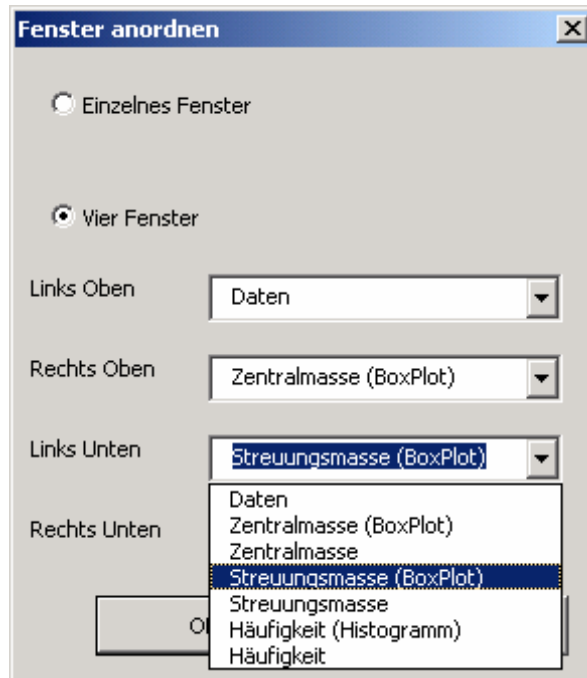 Fenster anordnen
Einzelnes Fenster
Vier Fenster
Links Oben
Daten
Rechts Oben
Zentralmasse (BoxPlot)
Links Unten
Streuungsmasse (BoxPlot)
Rechts Unten
Daten
Zentralmasse (BoxPlot)
Zentralmasse
Streuungsmasse (BoxPlot)
Streuungsmasse
Häufigkeit (Histogramm)
Häufigkeit